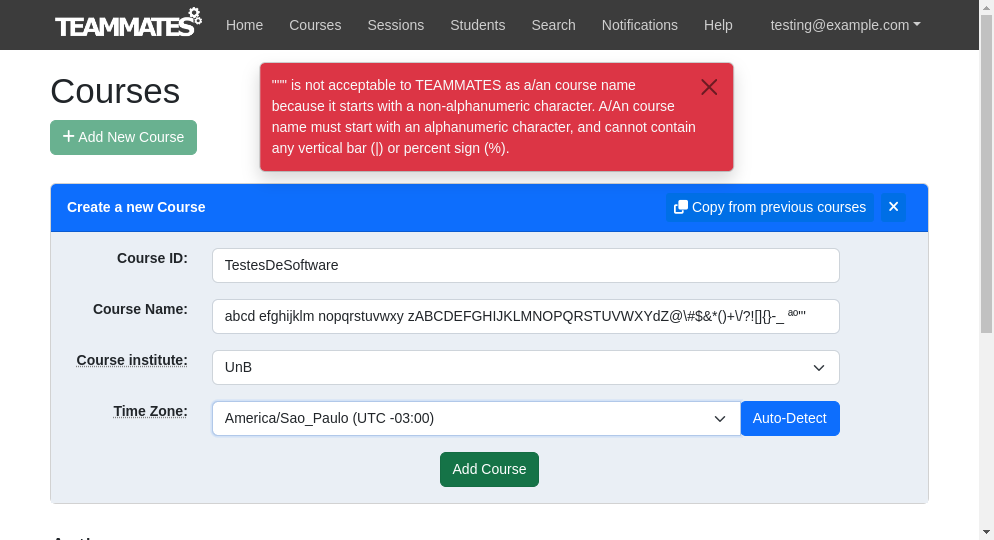 TEAMMATES Home Courses Sessions Students Search Notifications Help testing@example.com
Courses
"'"" is not acceptable to TEAMMATES as a/an course name
because it starts with a non-alphanumeric character. A/An course
name must start with an alphanumeric character, and cannot contain
any vertical bar (|) or percent sign (%).
Add New Course
Create a new Course Copy from previous courses
Course ID: TestesDeSoftware
Course Name: abcd efghijklm nopqrstuvwxy zABCDEFGHIJKLMNOPQRSTUVWXYdZ@\#$&*()+\/?![]{}-_ ªº'"
Course institute: UnB
Time Zone: America/Sao_Paulo (UTC -03:00) Auto-Detect
Add Course